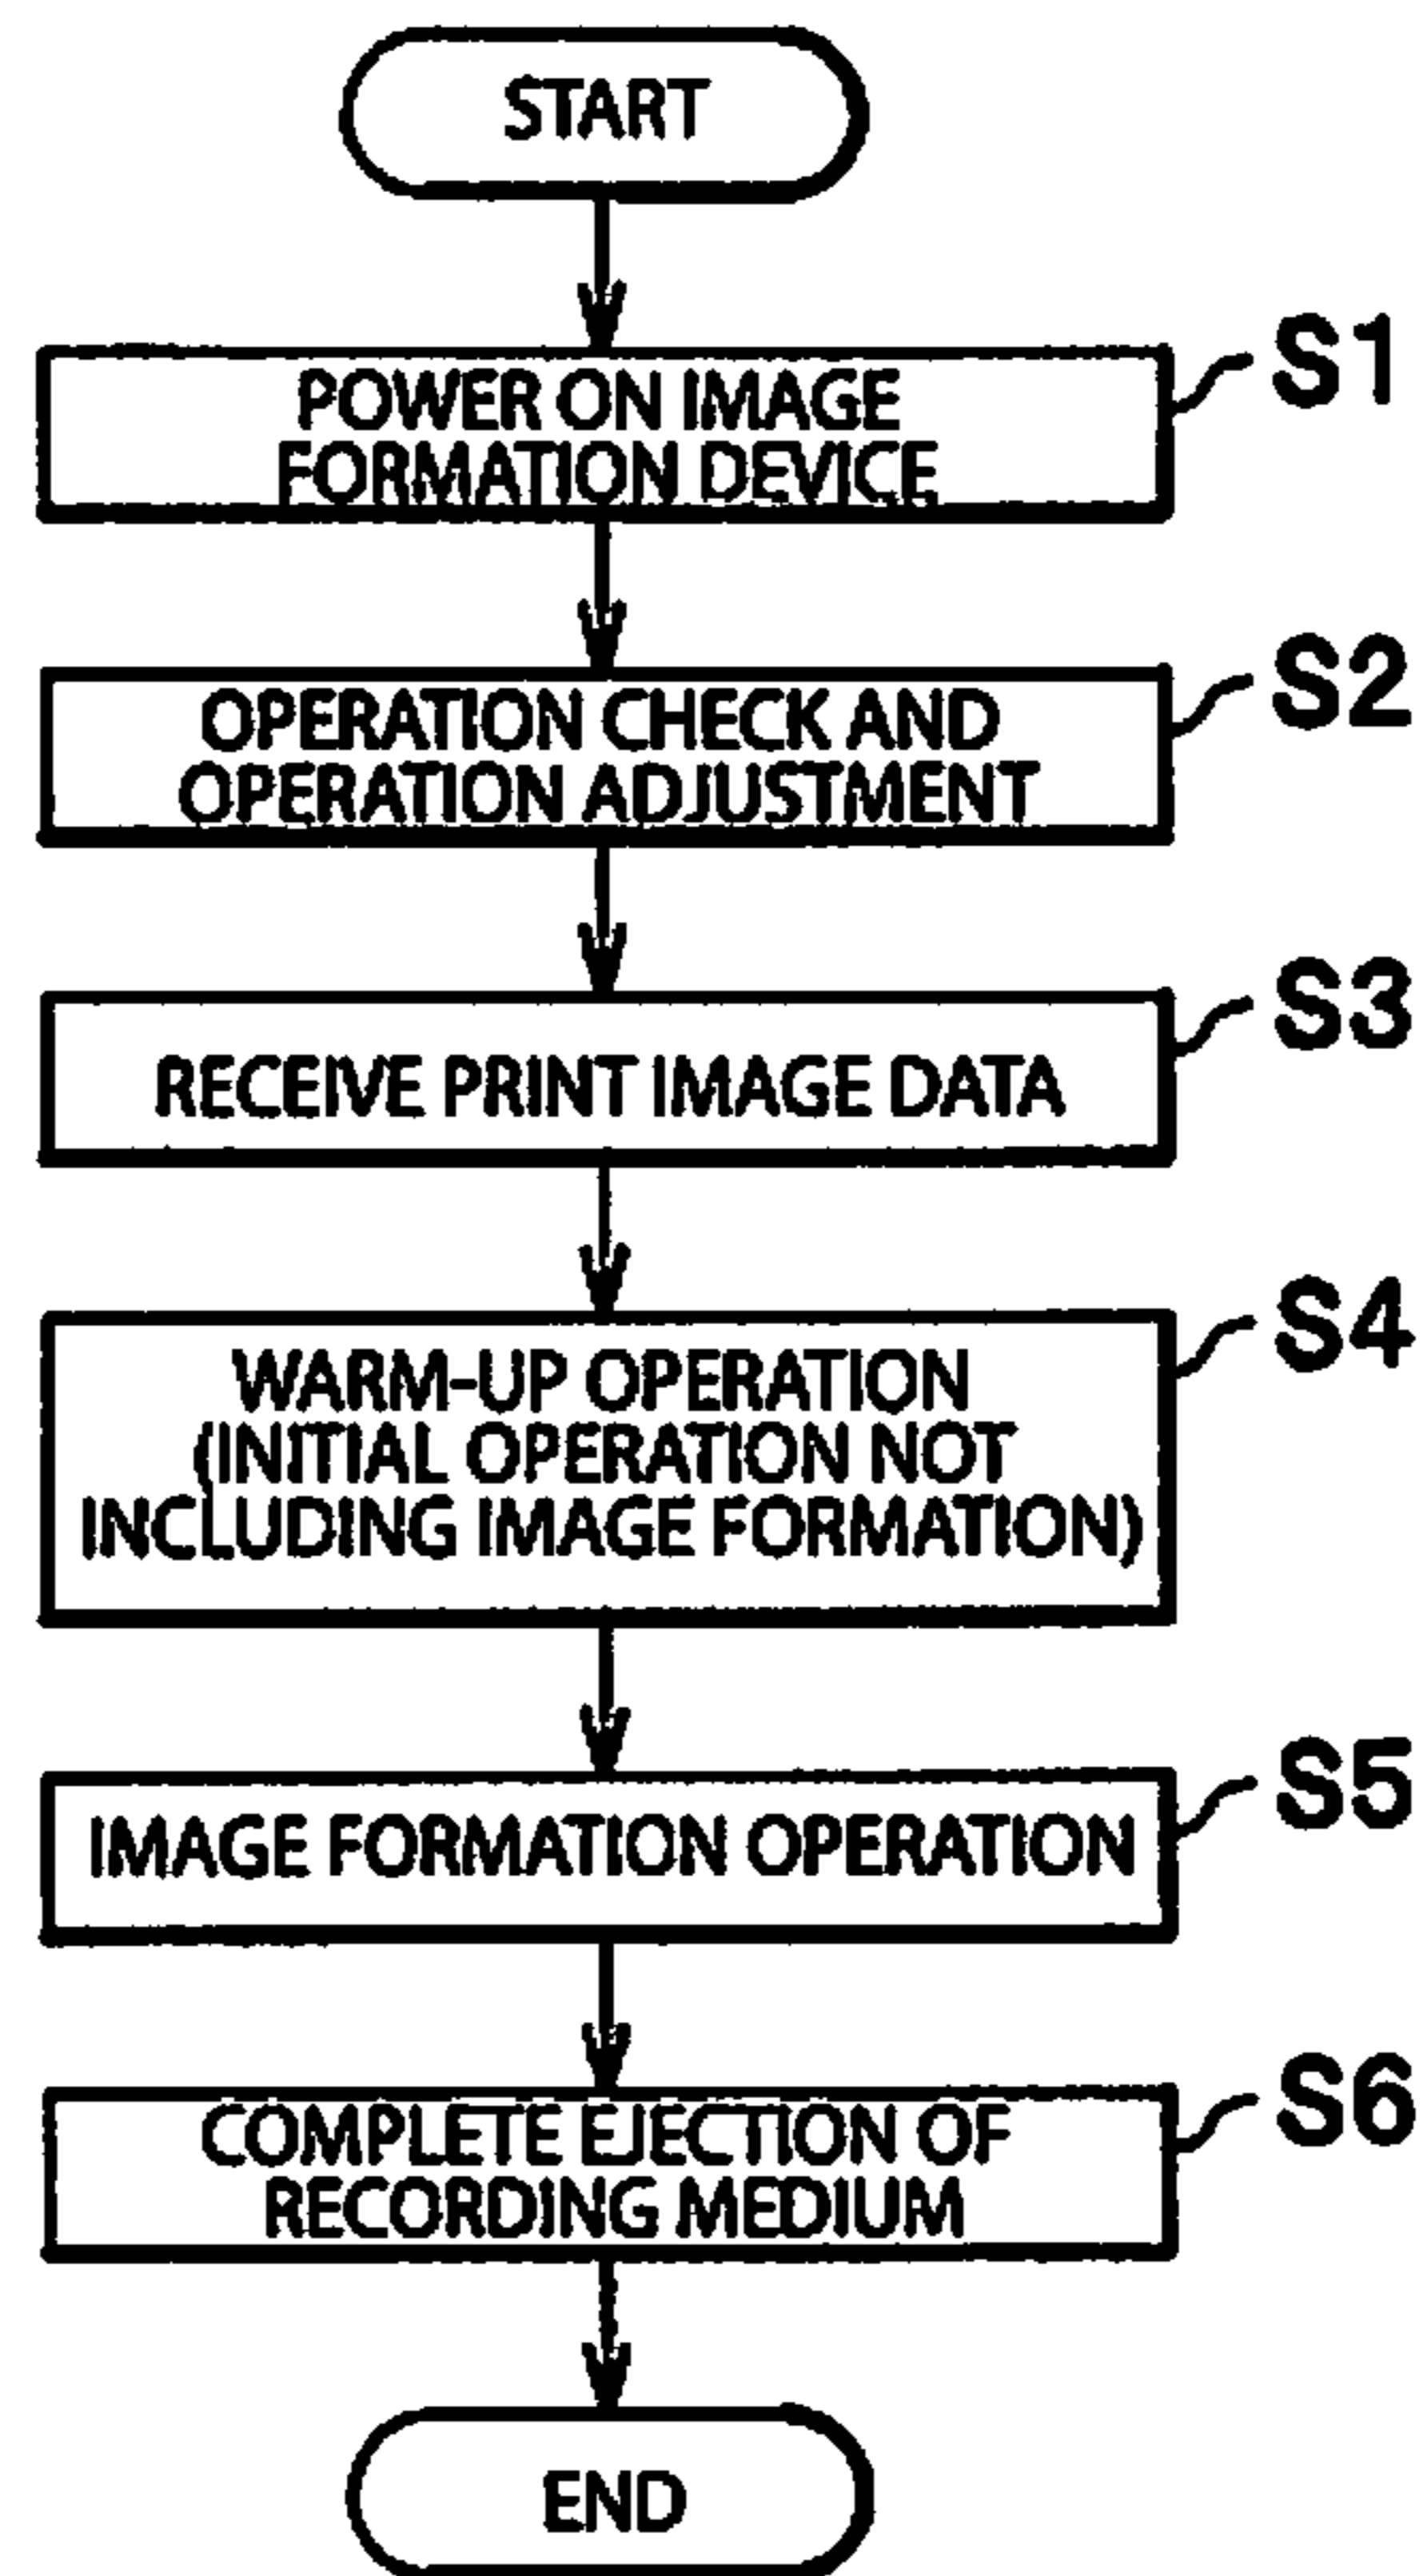 START
S1
POWER ON IMAGE
FORMATION DEVICE
S2
OPERATION CHECK AND
OPERATION ADJUSTMENT
S3
RECEIVE PRINT IMAGE DATA
S4
WARM-UP OPERATION
(INITIAL OPERATION NOT
INCLUDING IMAGE FORMATION)
S5
IMAGE FORMATION OPERATION
S6
COMPLETE EJECTION OF
RECORDING MEDIUM
END